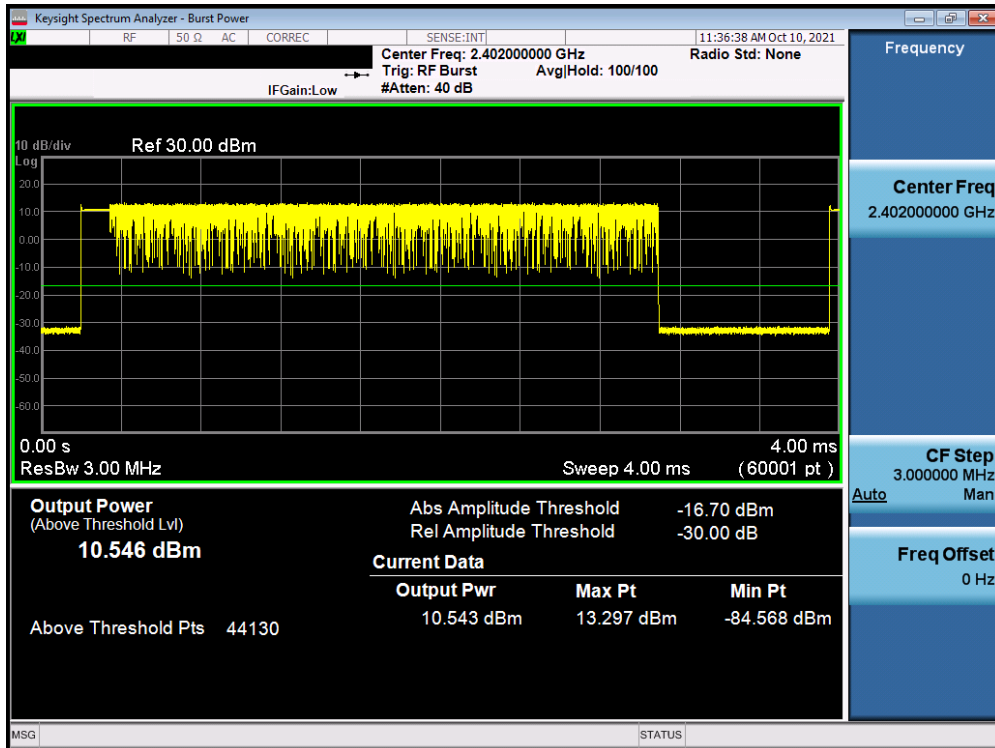 Keysight Spectrum Analyzer - Burst Power
LXI RF 50 Ω AC CORREC SENSE:INT 11:36:38 AM Oct 10, 2021
Center Freq: 2.402000000 GHz Radio Std: None
Trig: RF Burst Avg|Hold: 100/100
IFGain:Low #Atten: 40 dB
Frequency
10 dB/div Ref 30.00 dBm
Log
20.0
10.0
0.00
-10.0
-20.0
-30.0
-40.0
-50.0
-60.0
Center Freq
2.402000000 GHz
0.00 s 4.00 ms
ResBw 3.00 MHz Sweep 4.00 ms (60001 pt)
CF Step
3.000000 MHz
Auto Man
Freq Offset
0 Hz
Output Power
(Above Threshold Lvl)
10.546 dBm
Above Threshold Pts 44130
Abs Amplitude Threshold -16.70 dBm
Rel Amplitude Threshold -30.00 dB
Current Data
Output Pwr Max Pt Min Pt
10.543 dBm 13.297 dBm -84.568 dBm
MSG STATUS